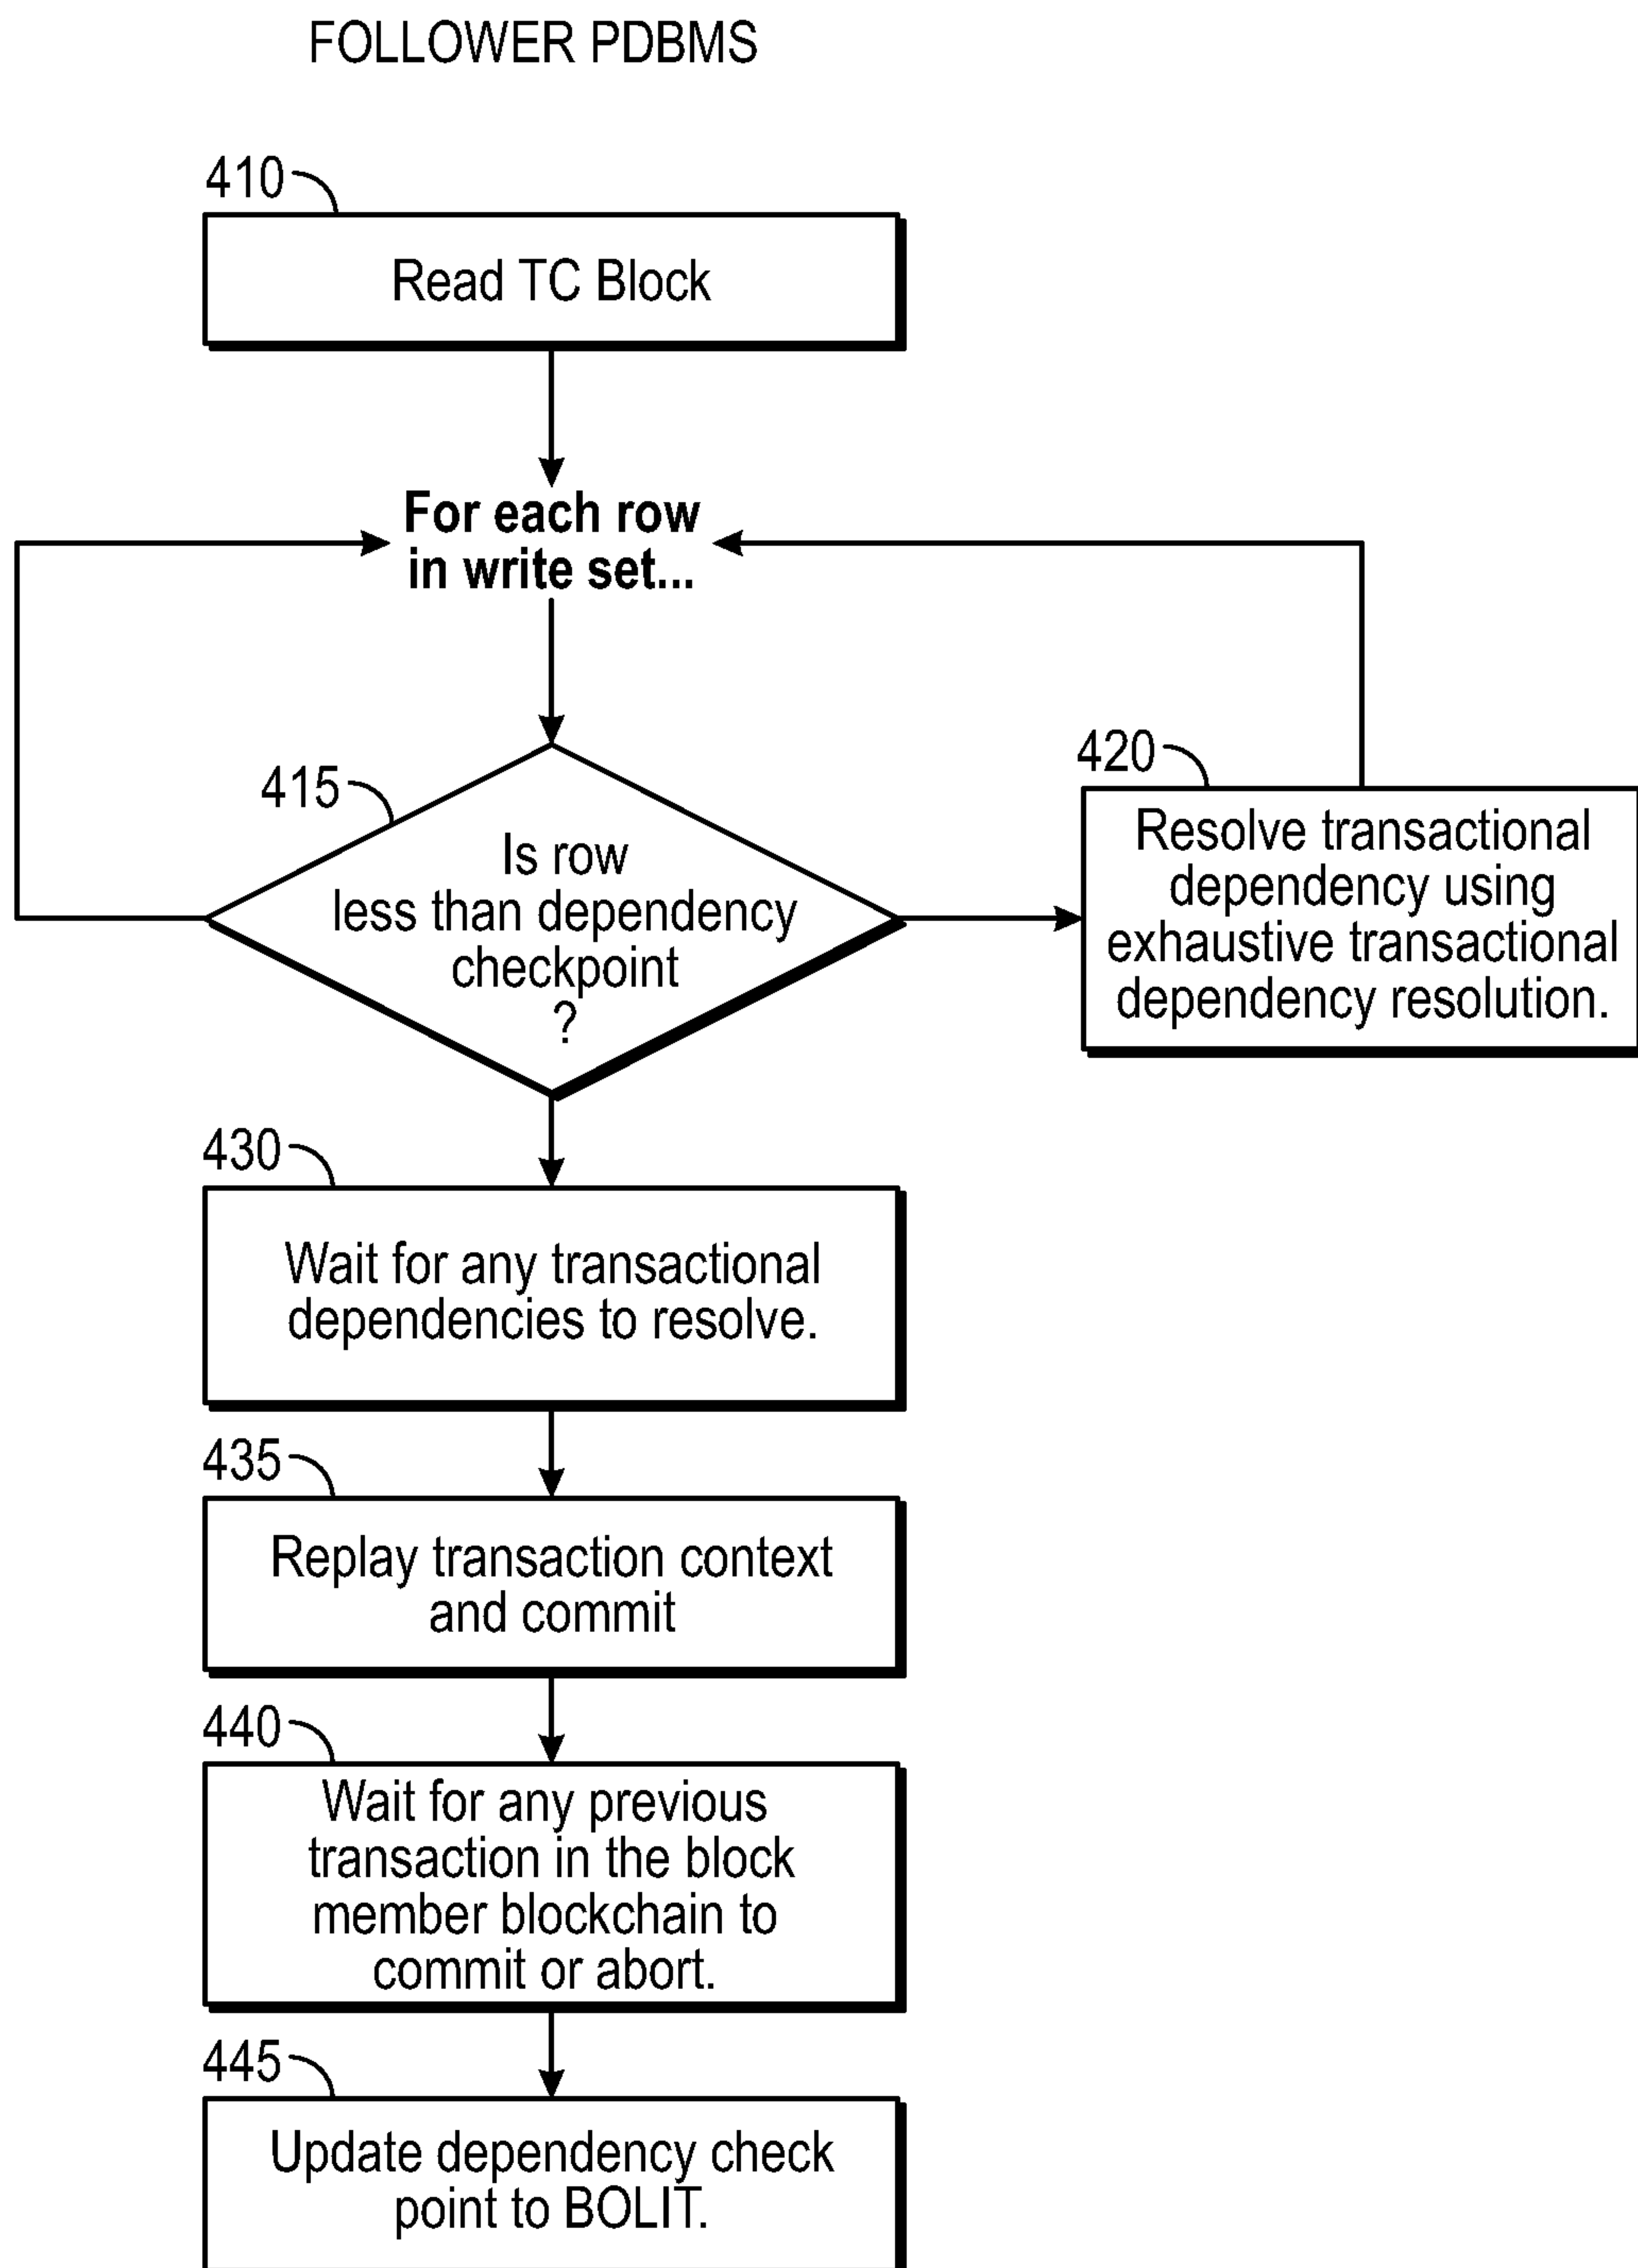 FOLLOWER PDBMS
410
Read TC Block
For each row
in write set...
415
Is row
less than dependency
checkpoint
?
420
Resolve transactional
dependency using
exhaustive transactional
dependency resolution.
430
Wait for any transactional
dependencies to resolve.
435
Replay transaction context
and commit
440
Wait for any previous
transaction in the block
member blockchain to
commit or abort.
445
Update dependency check
point to BOLIT.